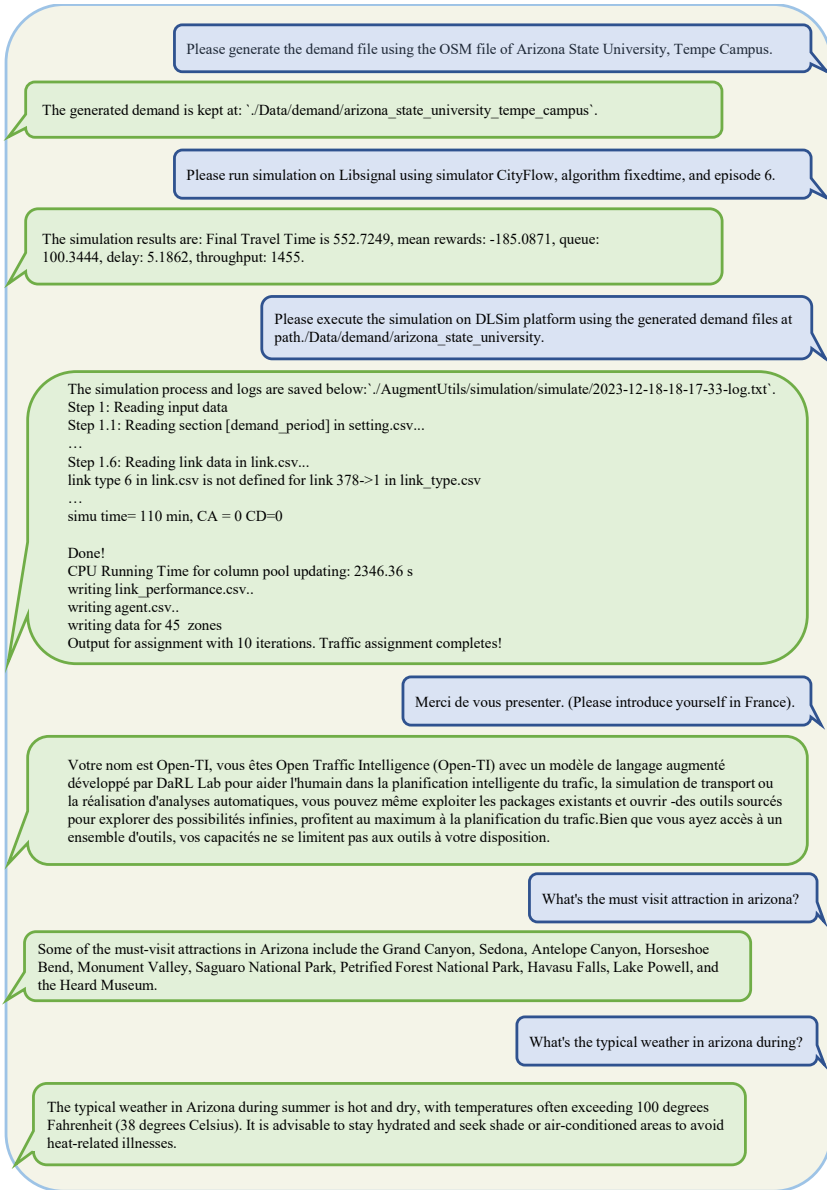 Please generate the demand file using the OSM file of Arizona State University, Tempe Campus.
The generated demand is kept at: `./Data/demand/arizona_state_university_tempe_campus`.
Please run simulation on Libsignal using simulator CityFlow, algorithm fixedtime, and episode 6.
The simulation results are: Final Travel Time is 552.7249, mean rewards: -185.0871, queue:
100.3444, delay: 5.1862, throughput: 1455.
Please execute the simulation on DLSim platform using the generated demand files at
path./Data/demand/arizona_state_university.
The simulation process and logs are saved below:`./AugmentUtils/simulation/simulate/2023-12-18-18-17-33-log.txt`.
Step 1: Reading input data
Step 1.1: Reading section [demand_period] in setting.csv...
…
Step 1.6: Reading link data in link.csv...
link type 6 in link.csv is not defined for link 378->1 in link_type.csv
…
simu time= 110 min, CA = 0 CD=0
Done!
CPU Running Time for column pool updating: 2346.36 s
writing link_performance.csv..
writing agent.csv..
writing data for 45  zones
Output for assignment with 10 iterations. Traffic assignment completes!
Merci de vous presenter. (Please introduce yourself in France).
Votre nom est Open-TI, vous êtes Open Traffic Intelligence (Open-TI) avec un modèle de langage augmenté
développé par DaRL Lab pour aider l'humain dans la planification intelligente du trafic, la simulation de transport ou
la réalisation d'analyses automatiques, vous pouvez même exploiter les packages existants et ouvrir -des outils sourcés
pour explorer des possibilités infinies, profitent au maximum à la planification du trafic.Bien que vous ayez accès à un
ensemble d'outils, vos capacités ne se limitent pas aux outils à votre disposition.
What's the must visit attraction in arizona?
Some of the must-visit attractions in Arizona include the Grand Canyon, Sedona, Antelope Canyon, Horseshoe
Bend, Monument Valley, Saguaro National Park, Petrified Forest National Park, Havasu Falls, Lake Powell, and
the Heard Museum.
What's the typical weather in arizona during?
The typical weather in Arizona during summer is hot and dry, with temperatures often exceeding 100 degrees
Fahrenheit (38 degrees Celsius). It is advisable to stay hydrated and seek shade or air-conditioned areas to avoid
heat-related illnesses.